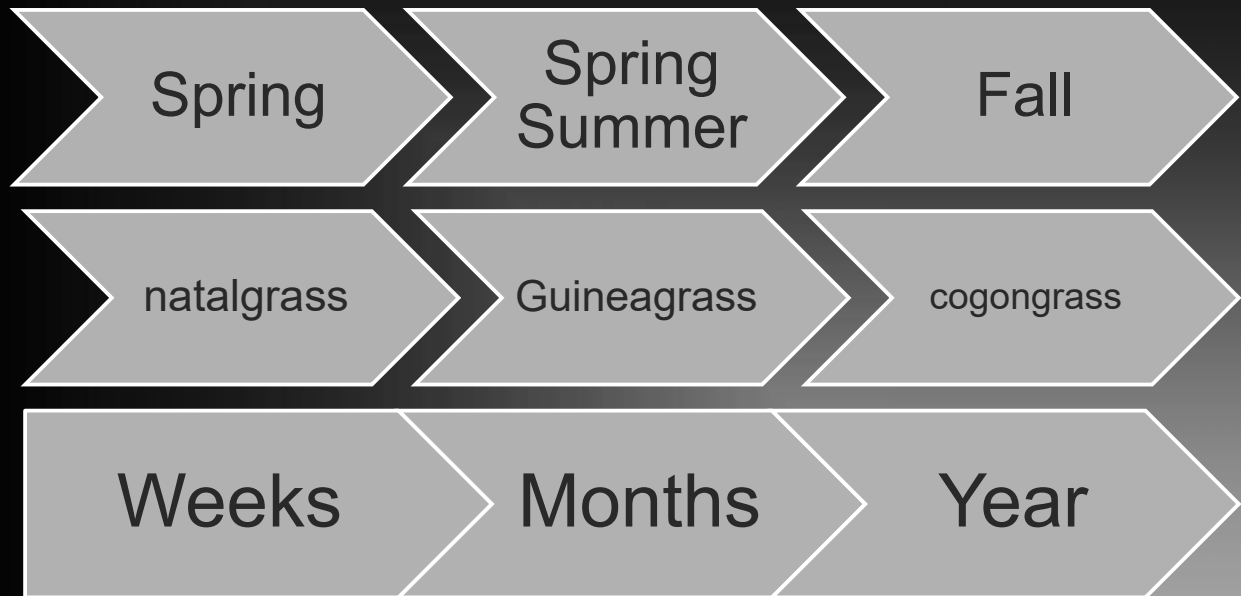 Spring
Spring
Summer
Fall
natalgrass
Guineagrass
cogongrass
Weeks
Months
Year